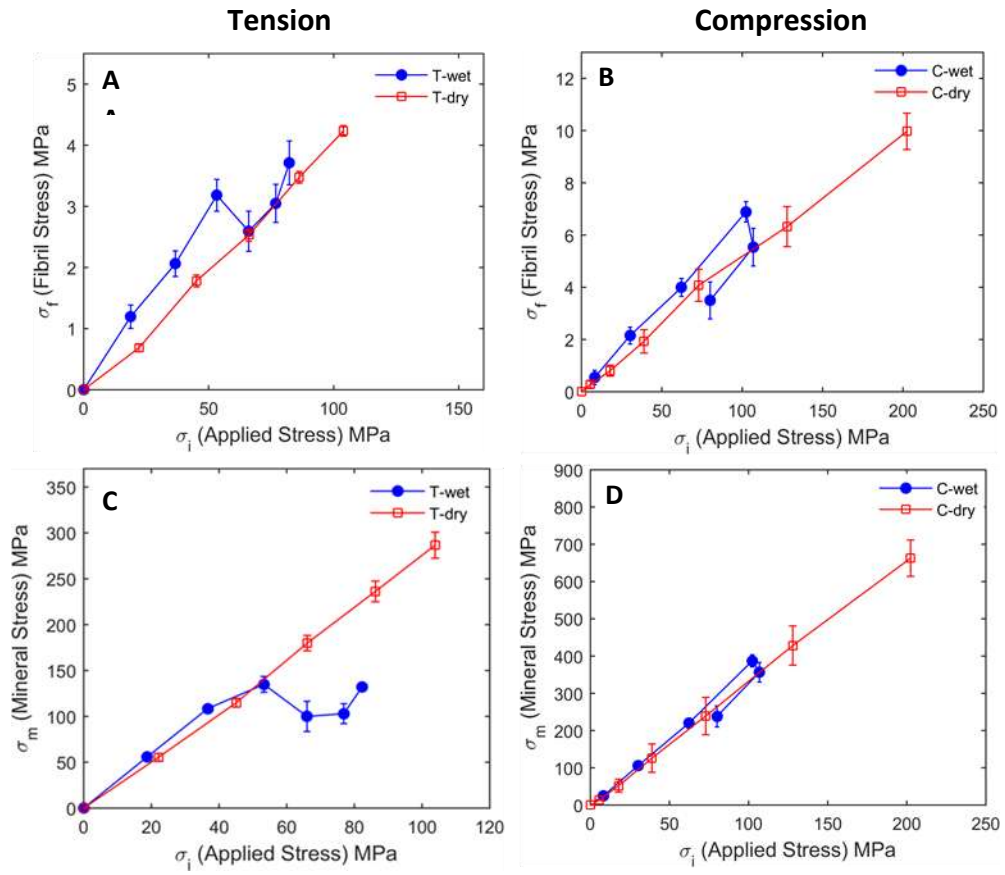 Tension
Compression
A
T-wet
T-dry
5
4
3
2
1
0
σf (Fibril Stress) MPa
0
50
100
150
σi (Applied Stress) MPa
B
C-wet
C-dry
12
10
8
6
4
2
0
σf (Fibril Stress) MPa
0
50
100
150
200
250
σi (Applied Stress) MPa
C
T-wet
T-dry
350
300
250
200
150
100
50
0
σm (Mineral Stress) MPa
0
20
40
60
80
100
120
σi (Applied Stress) MPa
D
C-wet
C-dry
900
800
700
600
500
400
300
200
100
0
σm (Mineral Stress) MPa
0
50
100
150
200
250
σi (Applied Stress) MPa